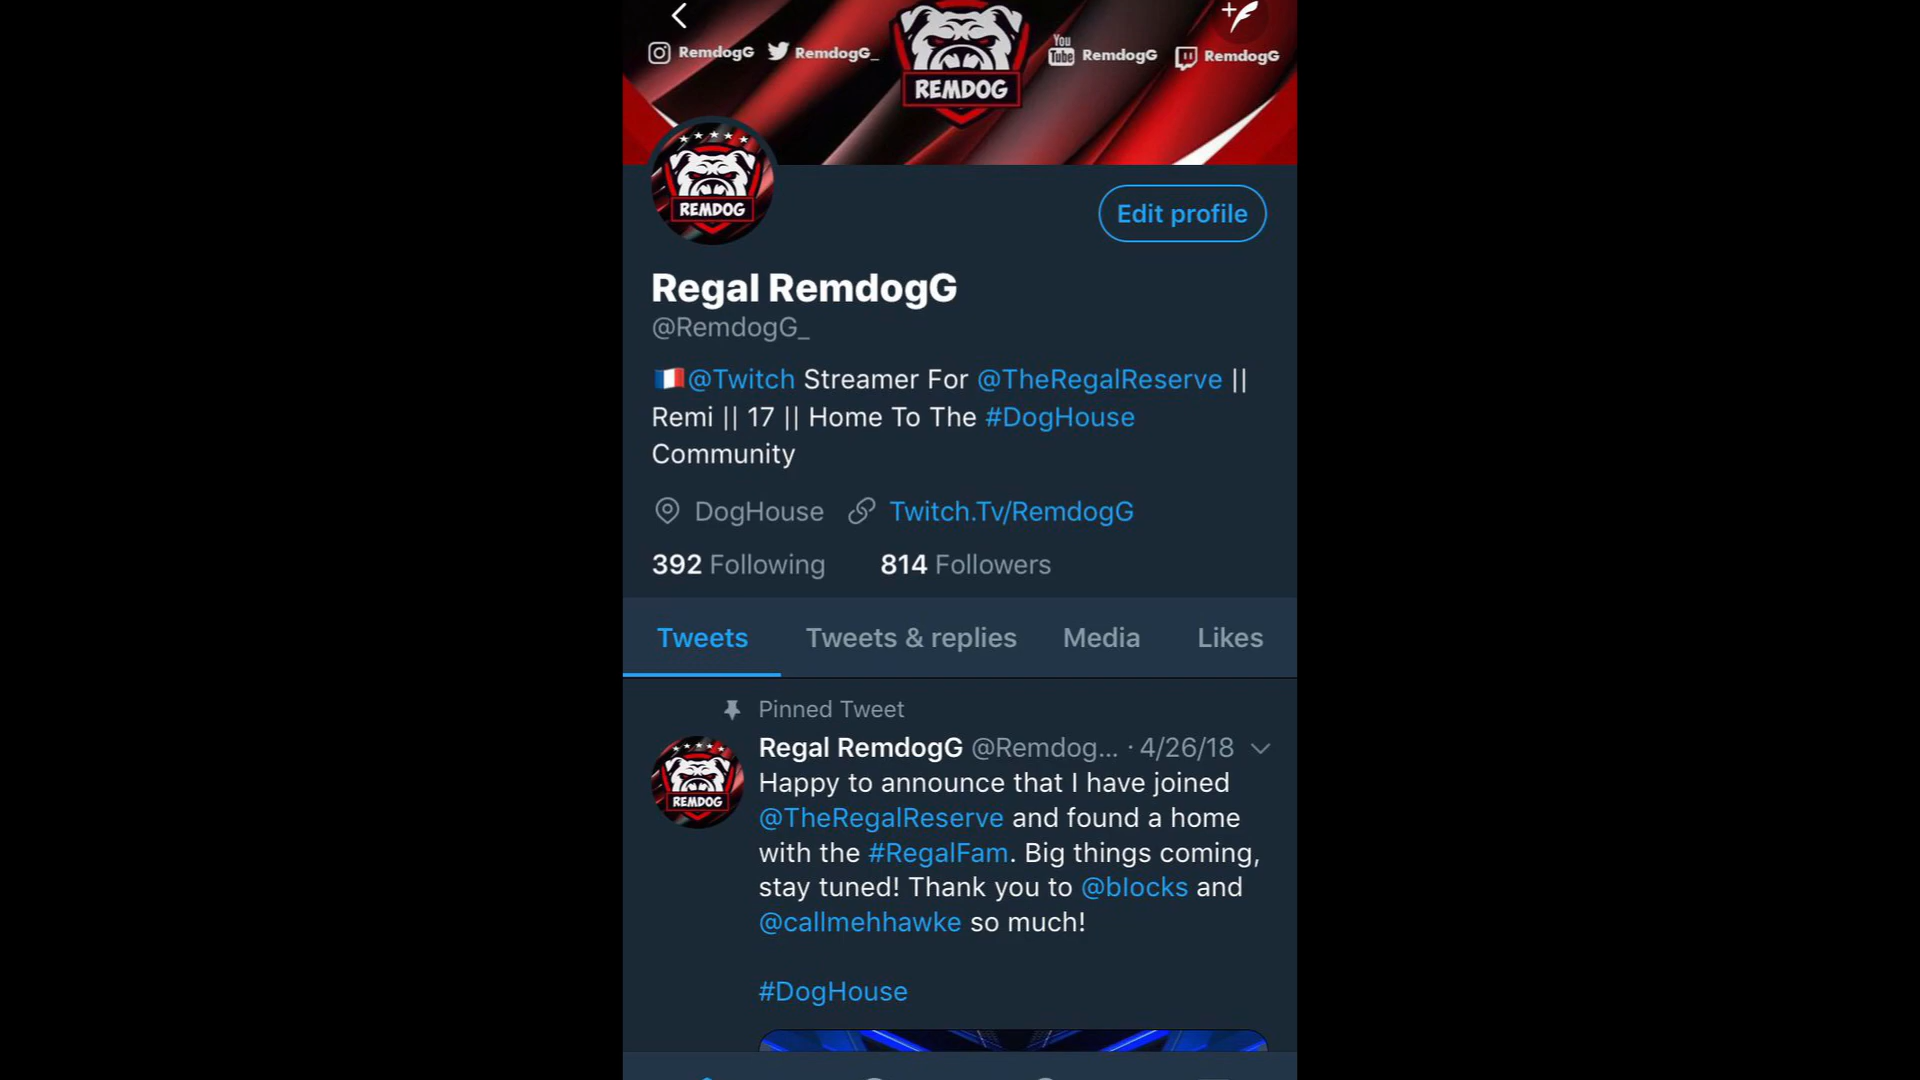 RemdogG RemdogG_ REMDOG You Tube RemdogG RemdogG
REMDOG
Edit profile
Regal RemdogG
@RemdogG_
🇫🇷@Twitch Streamer For @TheRegalReserve ||
Remi || 17 || Home To The #DogHouse
Community
DogHouse Twitch.Tv/RemdogG
392 Following 814 Followers
Tweets Tweets & replies Media Likes
Pinned Tweet
Regal RemdogG @Remdog... · 4/26/18
REMDOG
Happy to announce that I have joined
@TheRegalReserve and found a home
with the #RegalFam. Big things coming,
stay tuned! Thank you to @blocks and
@callmehhawke so much!
#DogHouse